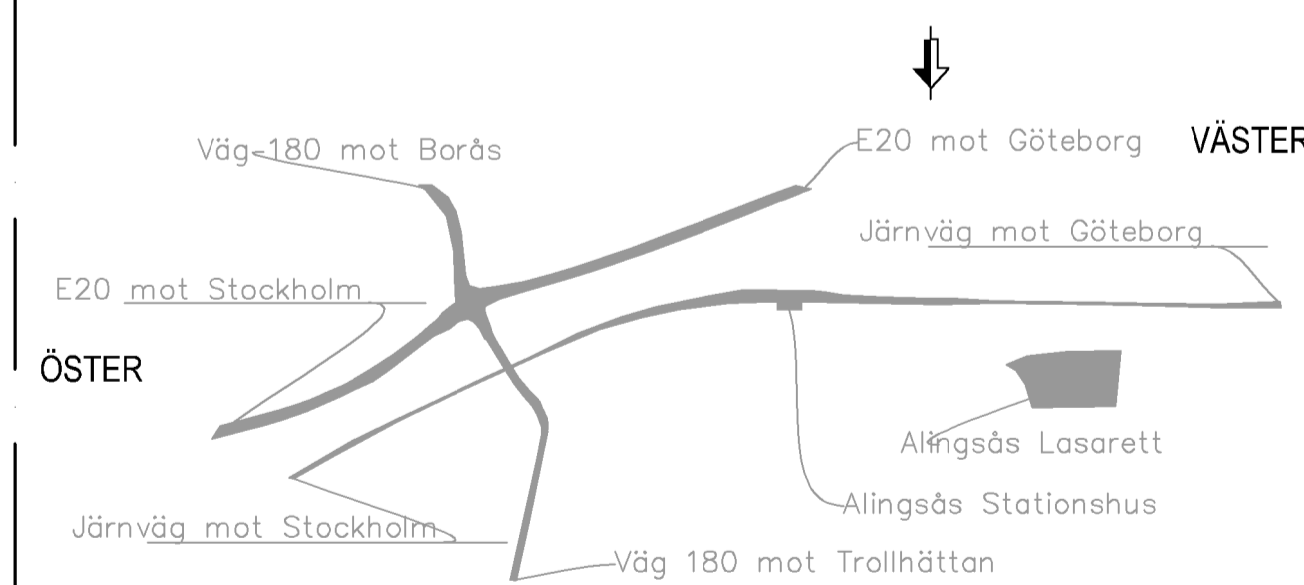 Väg 180 mot Borås
E20 mot Göteborg
VÄSTER
Järnväg mot Göteborg
E20 mot Stockholm
ÖSTER
Alingsås Lasarett
Alingsås Stationshus
Järnväg mot Stockholm
Väg 180 mot Trollhättan